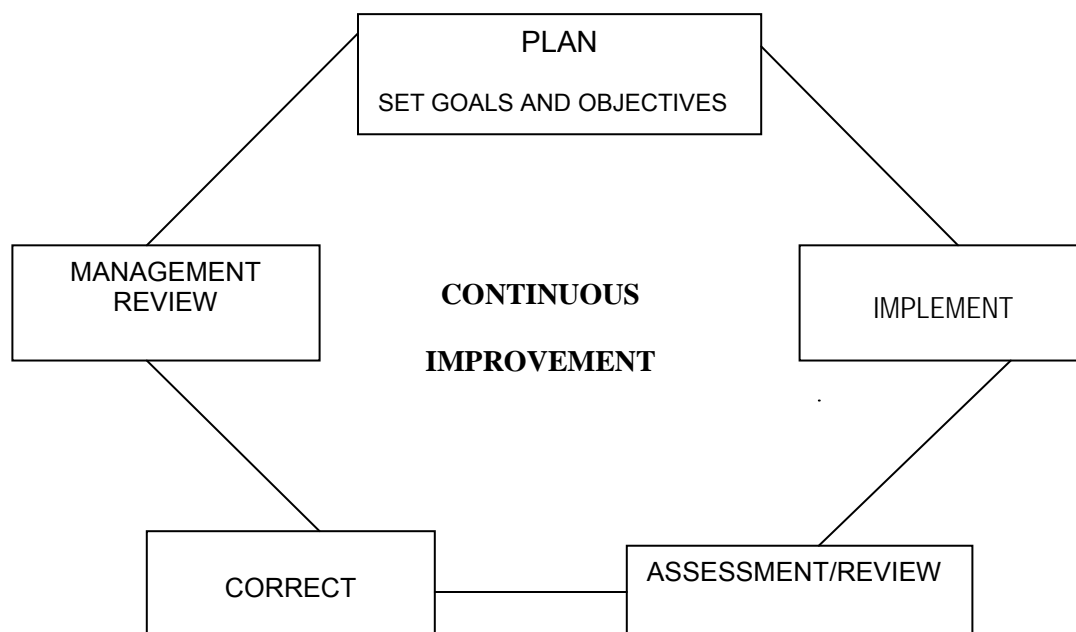 PLAN
SET GOALS AND OBJECTIVES
MANAGEMENT
REVIEW
CONTINUOUS
IMPROVEMENT
IMPLEMENT
.
CORRECT
ASSESSMENT/REVIEW